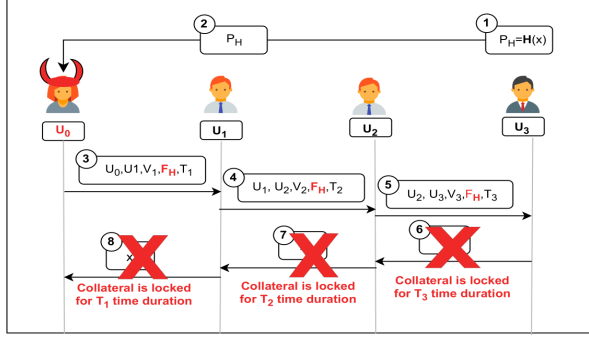 2
1
P_H
P_H=H(x)
U_0
U_1
U_2
U_3
3
U_0,U1,V_1,F_H,T_1
4
U_1, U_2,V_2,F_H,T_2
5
U_2, U_3,V_3,F_H,T_3
8
x
7
6
Collateral is locked
for T_1 time duration
Collateral is locked
for T_2 time duration
Collateral is locked
for T_3 time duration